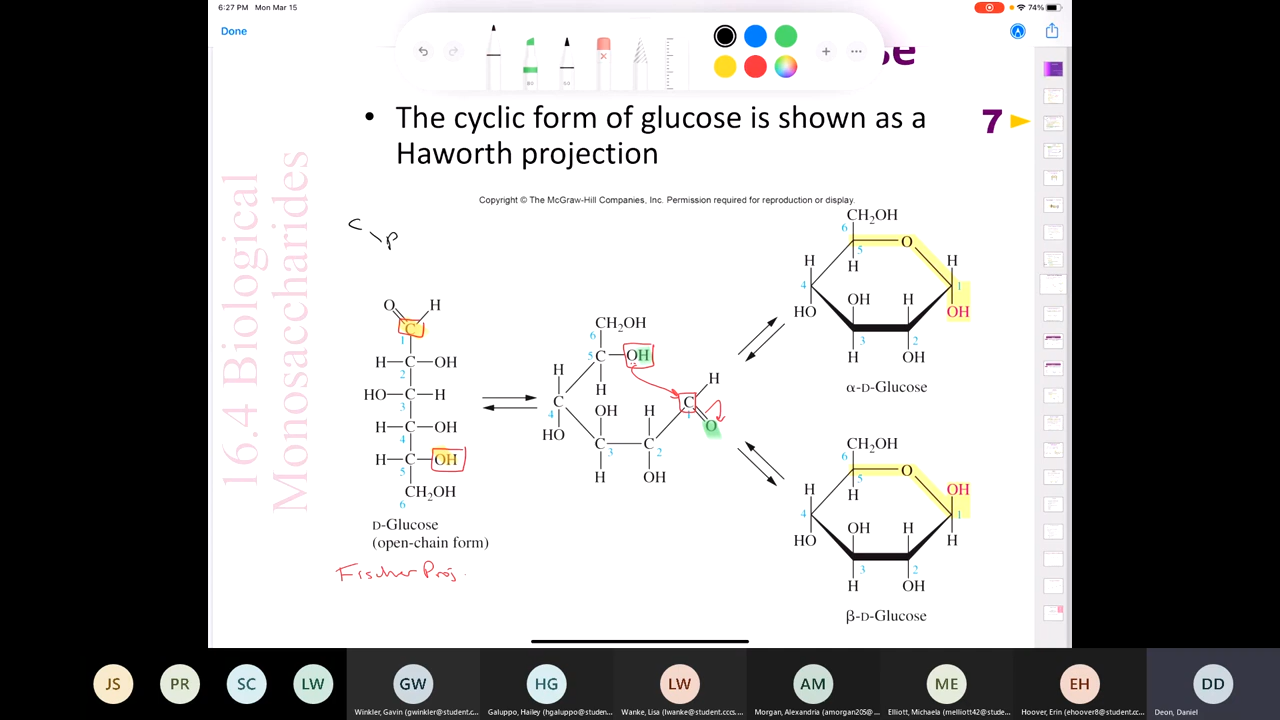 6:27 PM Mon Mar 15
74%
Done
se
• The cyclic form of glucose is shown as a
Haworth projection
7
16.4 Biological
Monosaccharides
Copyright © The McGraw-Hill Companies, Inc. Permission required for reproduction or display.
O H
C
1
H—C—OH
2
HO—C—H
3
H—C—OH
4
H—C—OH
5
CH₂OH
6
D-Glucose
(open-chain form)
Fischer Proj.
CH₂OH
6
5 C—OH
H H H
C OH H C
4 1 O
HO C C
3 2
H OH
CH₂OH
6
O
5
H H H
4 1
HO OH H OH
3 2
H OH
α-D-Glucose
CH₂OH
6
O
5
H H OH
4 1
HO OH H H
3 2
H OH
β-D-Glucose
JS PR SC LW GW HG LW AM ME EH DD
Winkler, Gavin (gwinkler@student.c...
Galuppo, Hailey (hgaluppo@studen...
Wanke, Lisa (lwanke@student.cccs....
Morgan, Alexandria (amorgan205@ ...
Elliott, Michaela (melliott42@stude...
Hoover, Erin (ehoover8@student.cc...
Deon, Daniel